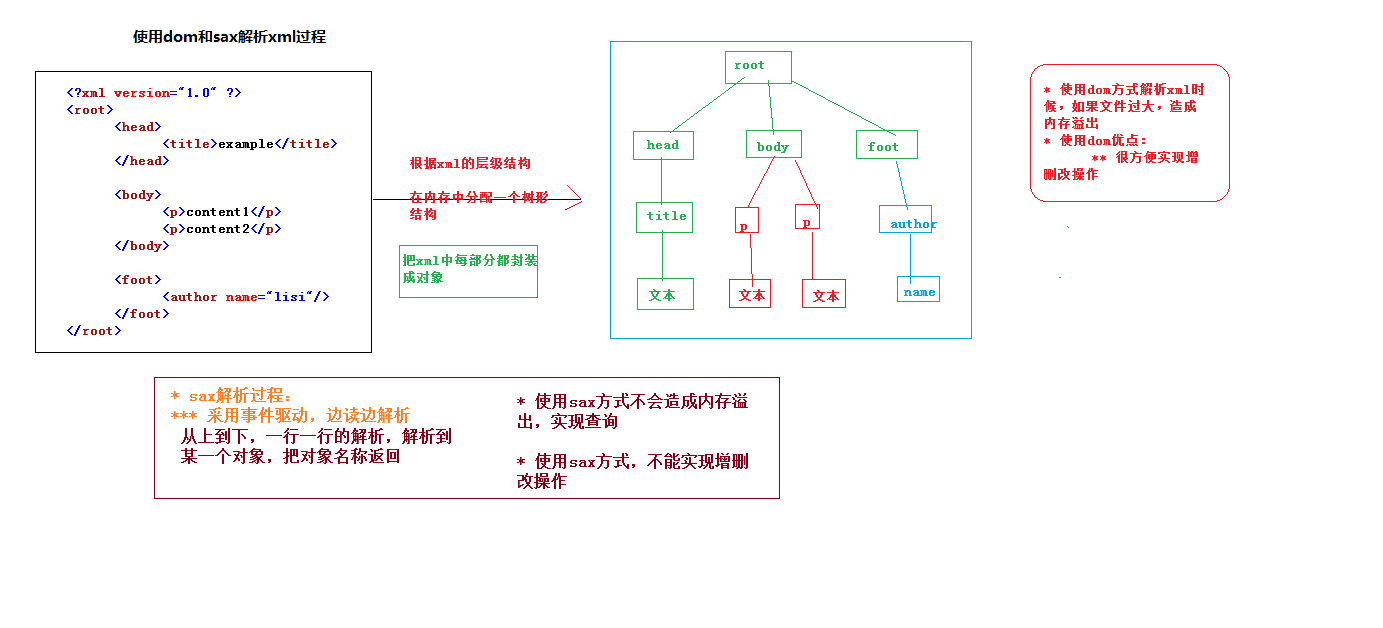 使用dom和sax解析xml过程
<?xml version="1.0" ?>
<root>
<head>
<title>example</title>
</head>
<body>
<p>content1</p>
<p>content2</p>
</body>
<foot>
<author name="lisi"/>
</foot>
</root>
根据xml的层级结构
在内存中分配一个树形
结构
把xml中每部分都封装
成对象
root
head
body
foot
title
p
p
author
文本
文本
文本
name
* 使用dom方式解析xml时
候，如果文件过大，造成
内存溢出
* 使用dom优点：
** 很方便实现增
删改操作
* sax解析过程：
*** 采用事件驱动，边读边解析
从上到下，一行一行的解析，解析到
某一个对象，把对象名称返回
* 使用sax方式不会造成内存溢
出，实现查询
* 使用sax方式，不能实现增删
改操作